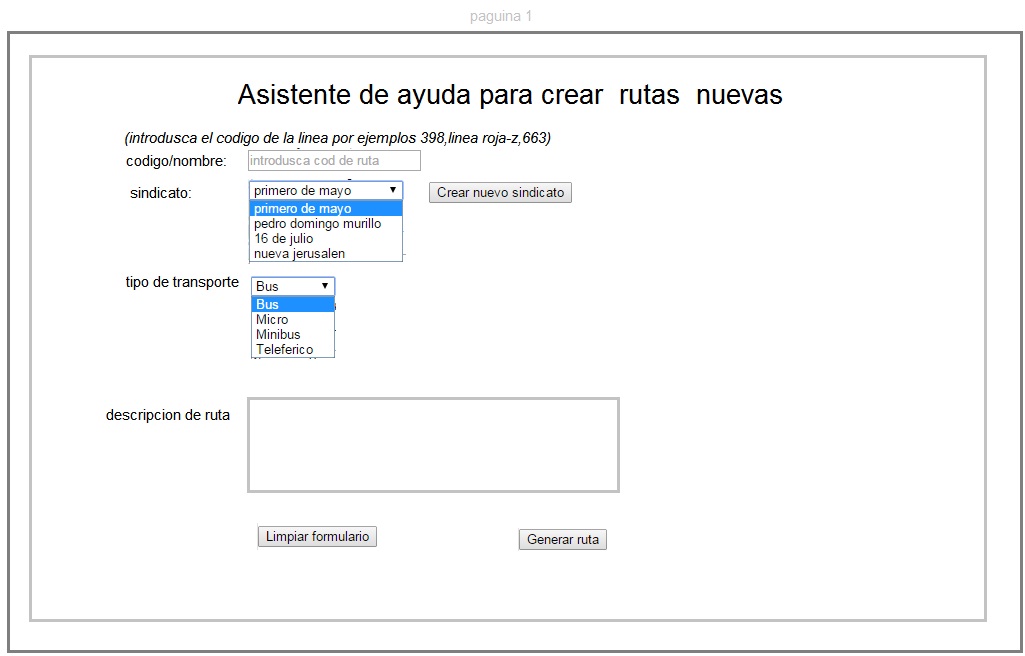 paguina 1
Asistente de ayuda para crear rutas nuevas
(introdusca el codigo de la linea por ejemplos 398,linea roja-z,663)
codigo/nombre: introdusca cod de ruta
sindicato: primero de mayo Crear nuevo sindicato
primero de mayo
pedro domingo murillo
16 de julio
nueva jerusalen
tipo de transporte Bus
Bus
Micro
Minibus
Teleferico
descripcion de ruta
Limpiar formulario Generar ruta